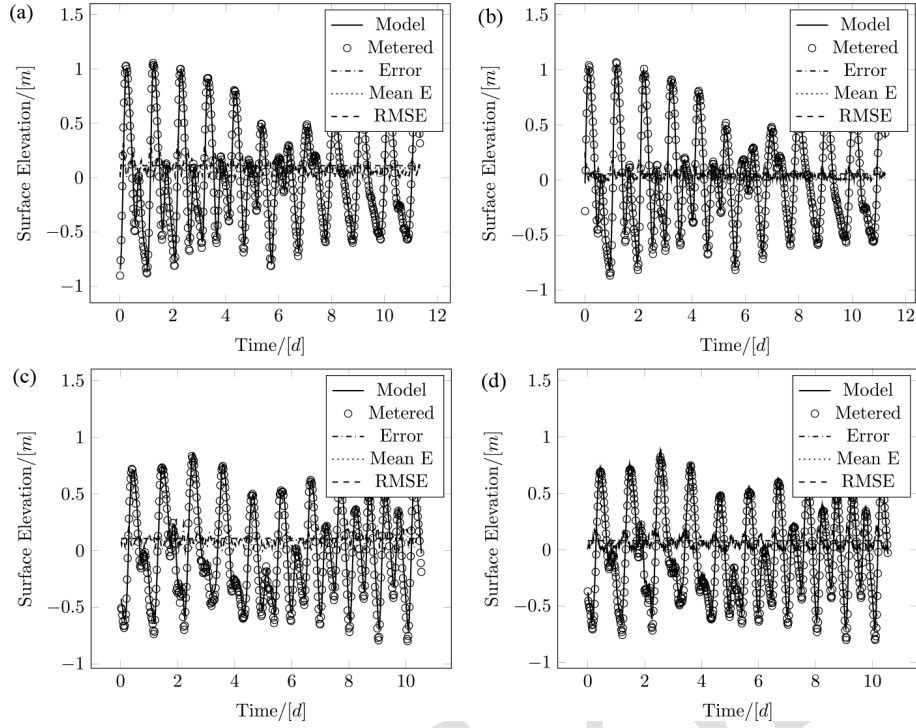 (a)
1.5
1
0.5
0
−0.5
−1
Surface Elevation/[m]
0 2 4 6 8 10 12
Time/[d]
Model
Metered
Error
Mean E
RMSE
(b)
1.5
1
0.5
0
−0.5
−1
Surface Elevation/[m]
0 2 4 6 8 10 12
Time/[d]
Model
Metered
Error
Mean E
RMSE
(c)
1.5
1
0.5
0
−0.5
−1
Surface Elevation/[m]
0 2 4 6 8 10
Time/[d]
Model
Metered
Error
Mean E
RMSE
(d)
1.5
1
0.5
0
−0.5
−1
Surface Elevation/[m]
0 2 4 6 8 10
Time/[d]
Model
Metered
Error
Mean E
RMSE